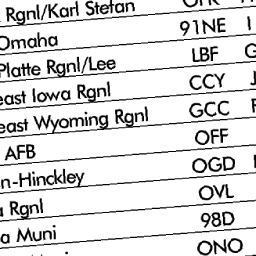 Rgnl/Karl Stefan
Omaha 91NE
Platte Rgnl/Lee LBF
east Iowa Rgnl CCY
east Wyoming Rgnl GCC
AFB OFF
n-Hinckley OGD
a Rgnl OVL
a Muni 98D
ONO